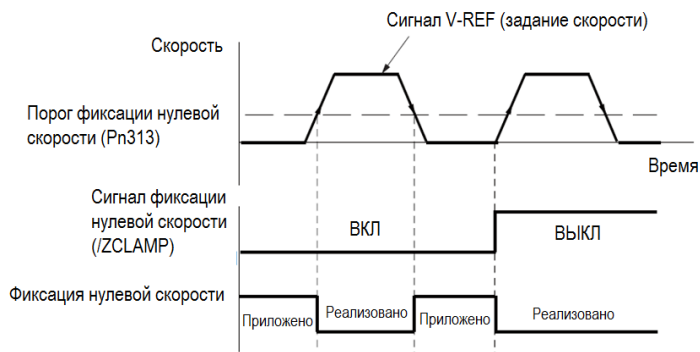 Сигнал V-REF (задание скорости)
Скорость
Порог фиксации нулевой
скорости (Pn313)
Время
Сигнал фиксации
нулевой скорости
(/ZCLAMP)
ВКЛ
ВЫКЛ
Фиксация нулевой скорости
Приложено
Реализовано
Приложено
Реализовано